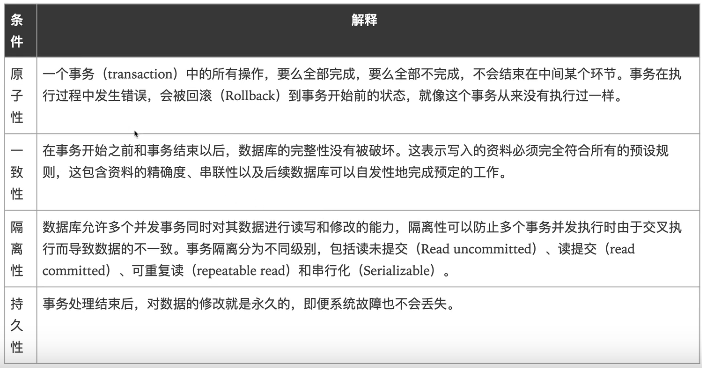 条件
解释
原子性
一个事务（transaction）中的所有操作，要么全部完成，要么全部不完成，不会结束在中间某个环节。事务在执
行过程中发生错误，会被回滚（Rollback）到事务开始前的状态，就像这个事务从来没有执行过一样。
一致性
在事务开始之前和事务结束以后，数据库的完整性没有被破坏。这表示写入的资料必须完全符合所有的预设规
则，这包含资料的精确度、串联性以及后续数据库可以自发性地完成预定的工作。
隔离性
数据库允许多个并发事务同时对其数据进行读写和修改的能力，隔离性可以防止多个事务并发执行时由于交叉执
行而导致数据的不一致。事务隔离分为不同级别，包括读未提交（Read uncommitted）、读提交（read
committed）、可重复读（repeatable read）和串行化（Serializable）。
持久性
事务处理结束后，对数据的修改就是永久的，即便系统故障也不会丢失。